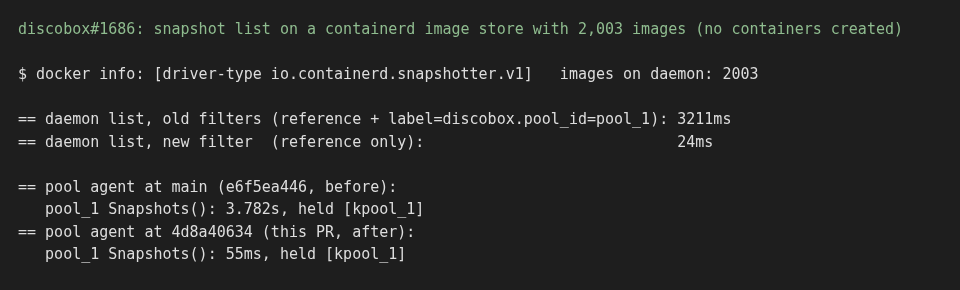 discobox#1686: snapshot list on a containerd image store with 2,003 images (no containers created)
$ docker info: [driver-type io.containerd.snapshotter.v1]   images on daemon: 2003
== daemon list, old filters (reference + label=discobox.pool_id=pool_1): 3211ms
== daemon list, new filter  (reference only):                            24ms
== pool agent at main (e6f5ea446, before):
   pool_1 Snapshots(): 3.782s, held [kpool_1]
== pool agent at 4d8a40634 (this PR, after):
   pool_1 Snapshots(): 55ms, held [kpool_1]